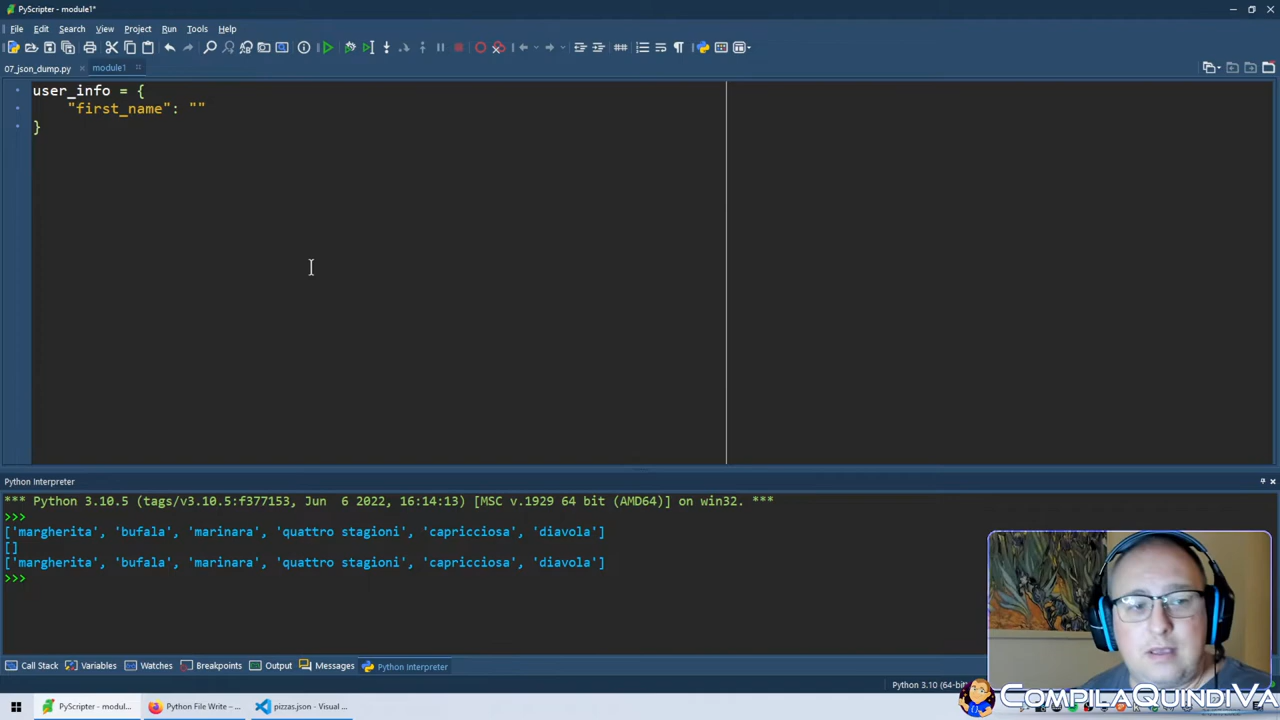 PyScripter - module1*
File Edit Search View Project Run Tools Help
07_json_dump.py module1
user_info = {
    "first_name": ""
}
Python Interpreter
*** Python 3.10.5 (tags/v3.10.5:f377153, Jun  6 2022, 16:14:13) [MSC v.1929 64 bit (AMD64)] on win32. ***
>>>
['margherita', 'bufala', 'marinara', 'quattro stagioni', 'capricciosa', 'diavola']
[]
['margherita', 'bufala', 'marinara', 'quattro stagioni', 'capricciosa', 'diavola']
>>>
Call Stack Variables Watches Breakpoints Output Messages Python Interpreter
Python 3.10 (64-bit)
CompilaQuindiVa
PyScripter - modul... Python File Write – ... pizzas.json - Visual ...